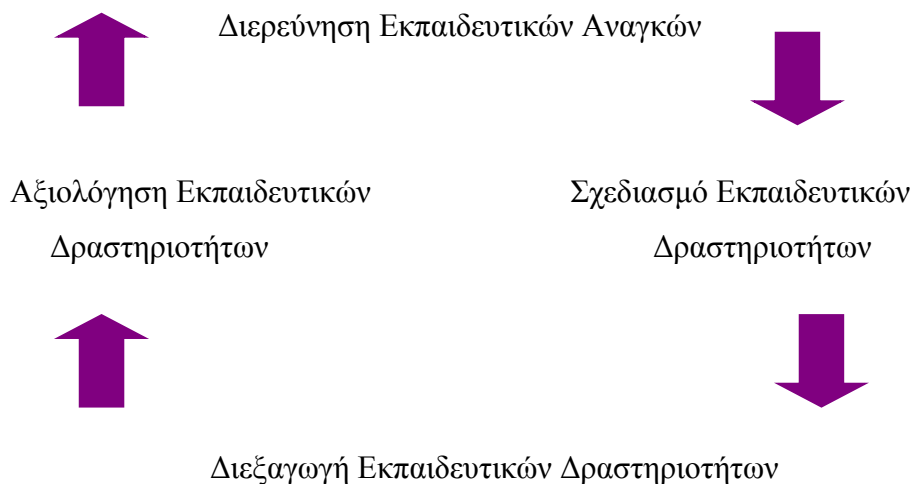 Διερεύνηση Εκπαιδευτικών Αναγκών
Αξιολόγηση Εκπαιδευτικών
Δραστηριοτήτων
Σχεδιασμό Εκπαιδευτικών
Δραστηριοτήτων
Διεξαγωγή Εκπαιδευτικών Δραστηριοτήτων